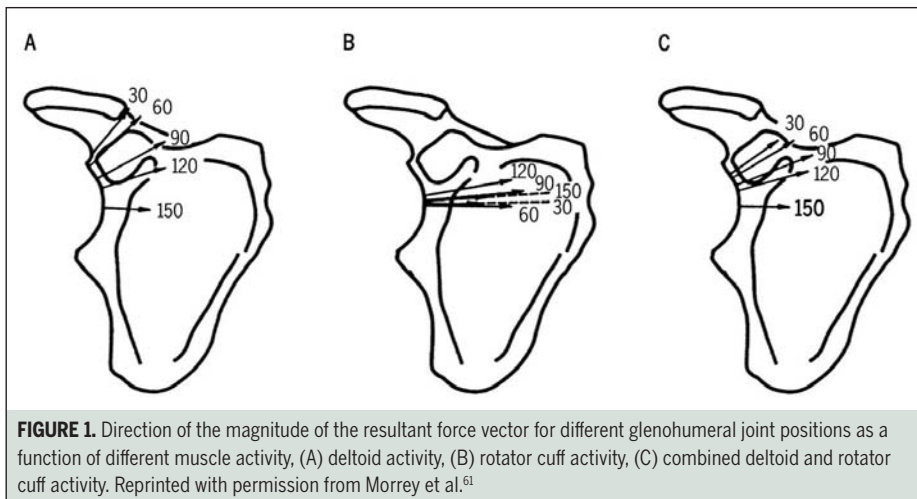 A
B
C
30
60
90
120
150
120
90
150
60
30
30
60
90
120
150
FIGURE 1. Direction of the magnitude of the resultant force vector for different glenohumeral joint positions as a
function of different muscle activity, (A) deltoid activity, (B) rotator cuff activity, (C) combined deltoid and rotator
cuff activity. Reprinted with permission from Morrey et al.61